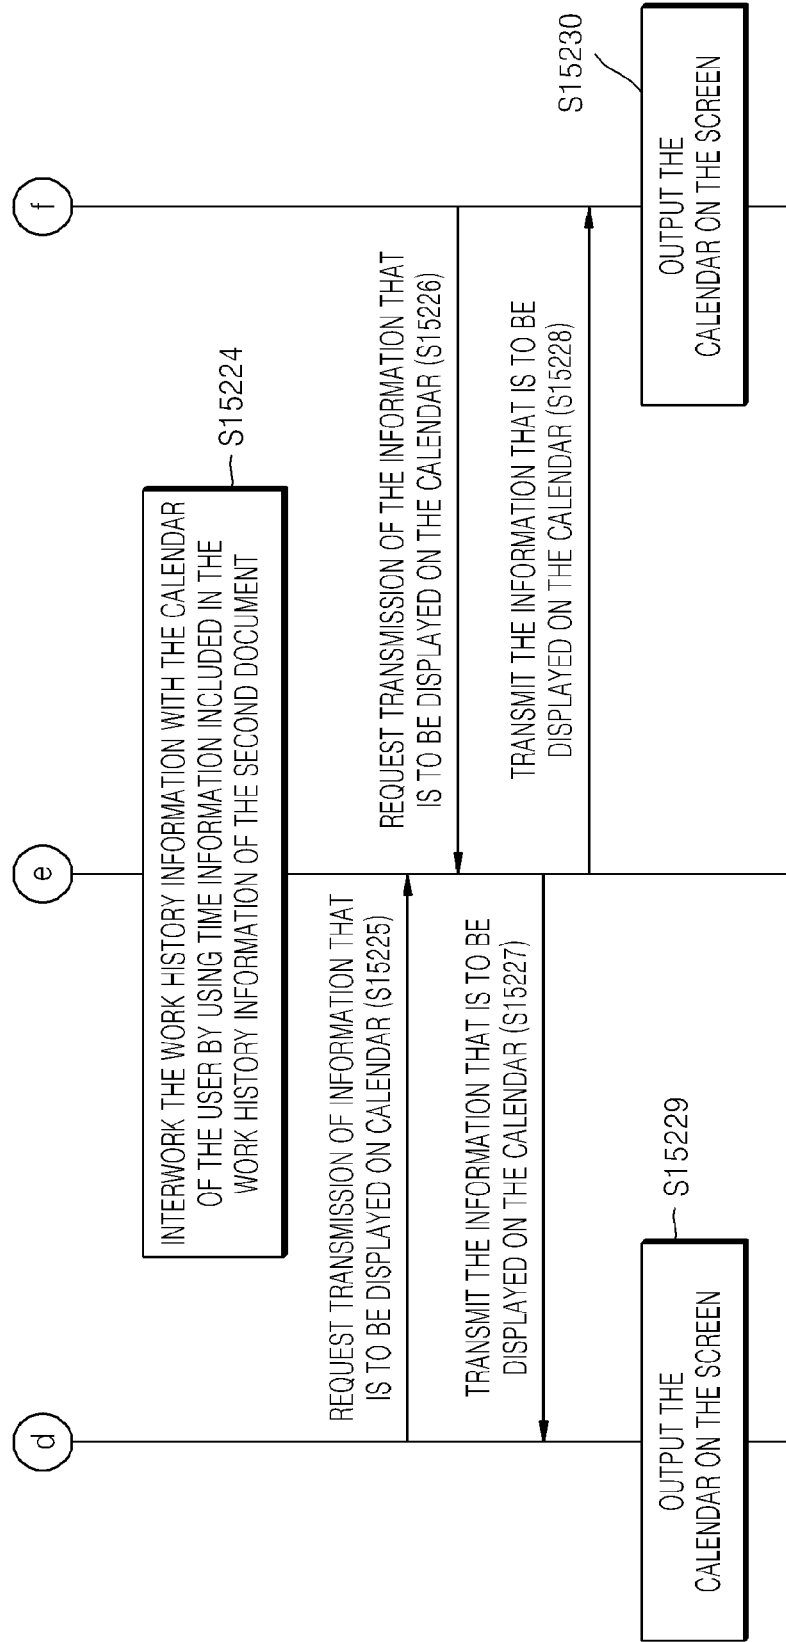 d
e
f
INTERWORK THE WORK HISTORY INFORMATION WITH THE CALENDAR
OF THE USER BY USING TIME INFORMATION INCLUDED IN THE
WORK HISTORY INFORMATION OF THE SECOND DOCUMENT
S15224
REQUEST TRANSMISSION OF INFORMATION THAT
IS TO BE DISPLAYED ON CALENDAR (S15225)
REQUEST TRANSMISSION OF THE INFORMATION THAT
IS TO BE DISPLAYED ON THE CALENDAR (S15226)
TRANSMIT THE INFORMATION THAT IS TO BE
DISPLAYED ON THE CALENDAR (S15227)
TRANSMIT THE INFORMATION THAT IS TO BE
DISPLAYED ON THE CALENDAR (S15228)
OUTPUT THE
CALENDAR ON THE SCREEN
S15229
OUTPUT THE
CALENDAR ON THE SCREEN
S15230